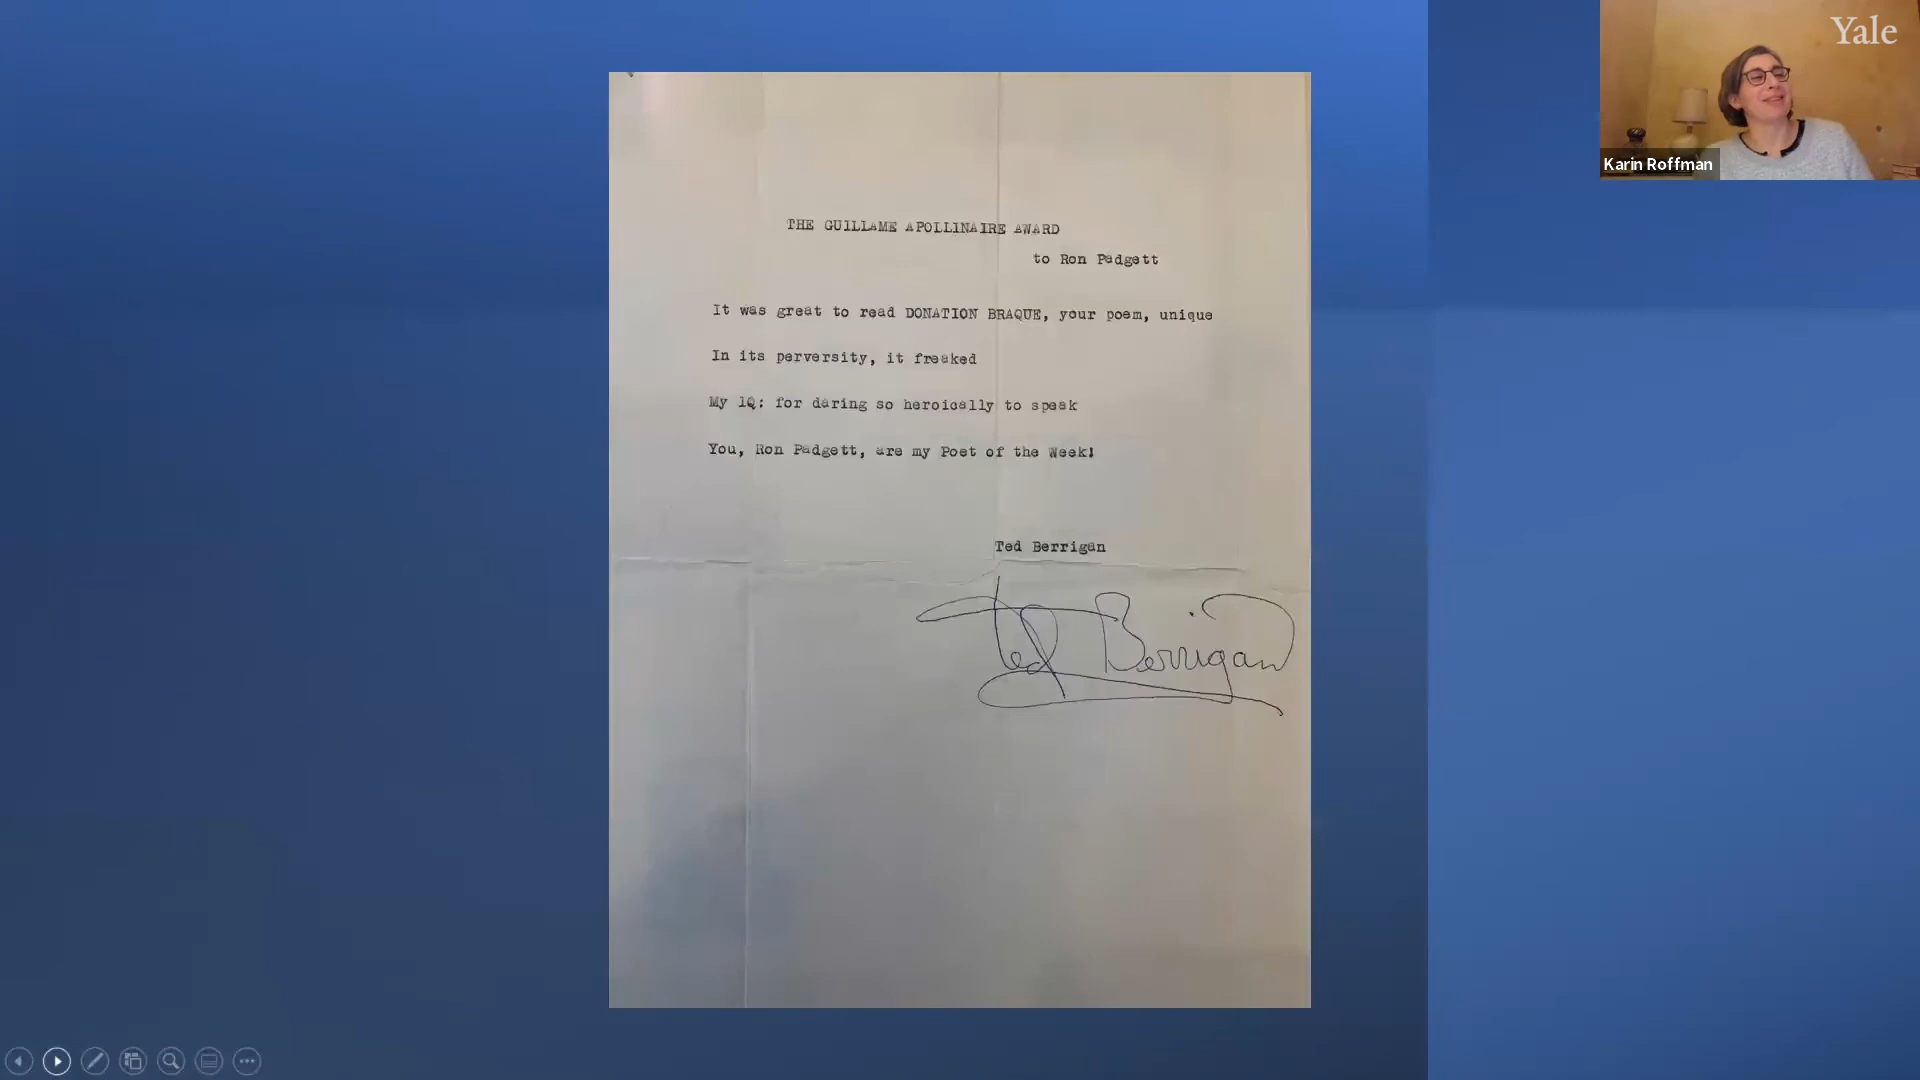 Yale
Karin Roffman
THE GUILLAME APOLLINAIRE AWARD
to Ron Padgett
It was great to read DONATION BRAQUE, your poem, unique
In its perversity, it freaked
My IQ: for daring so heroically to speak
You, Ron Padgett, are my Poet of the Week!
Ted Berrigan
Ted Berrigan